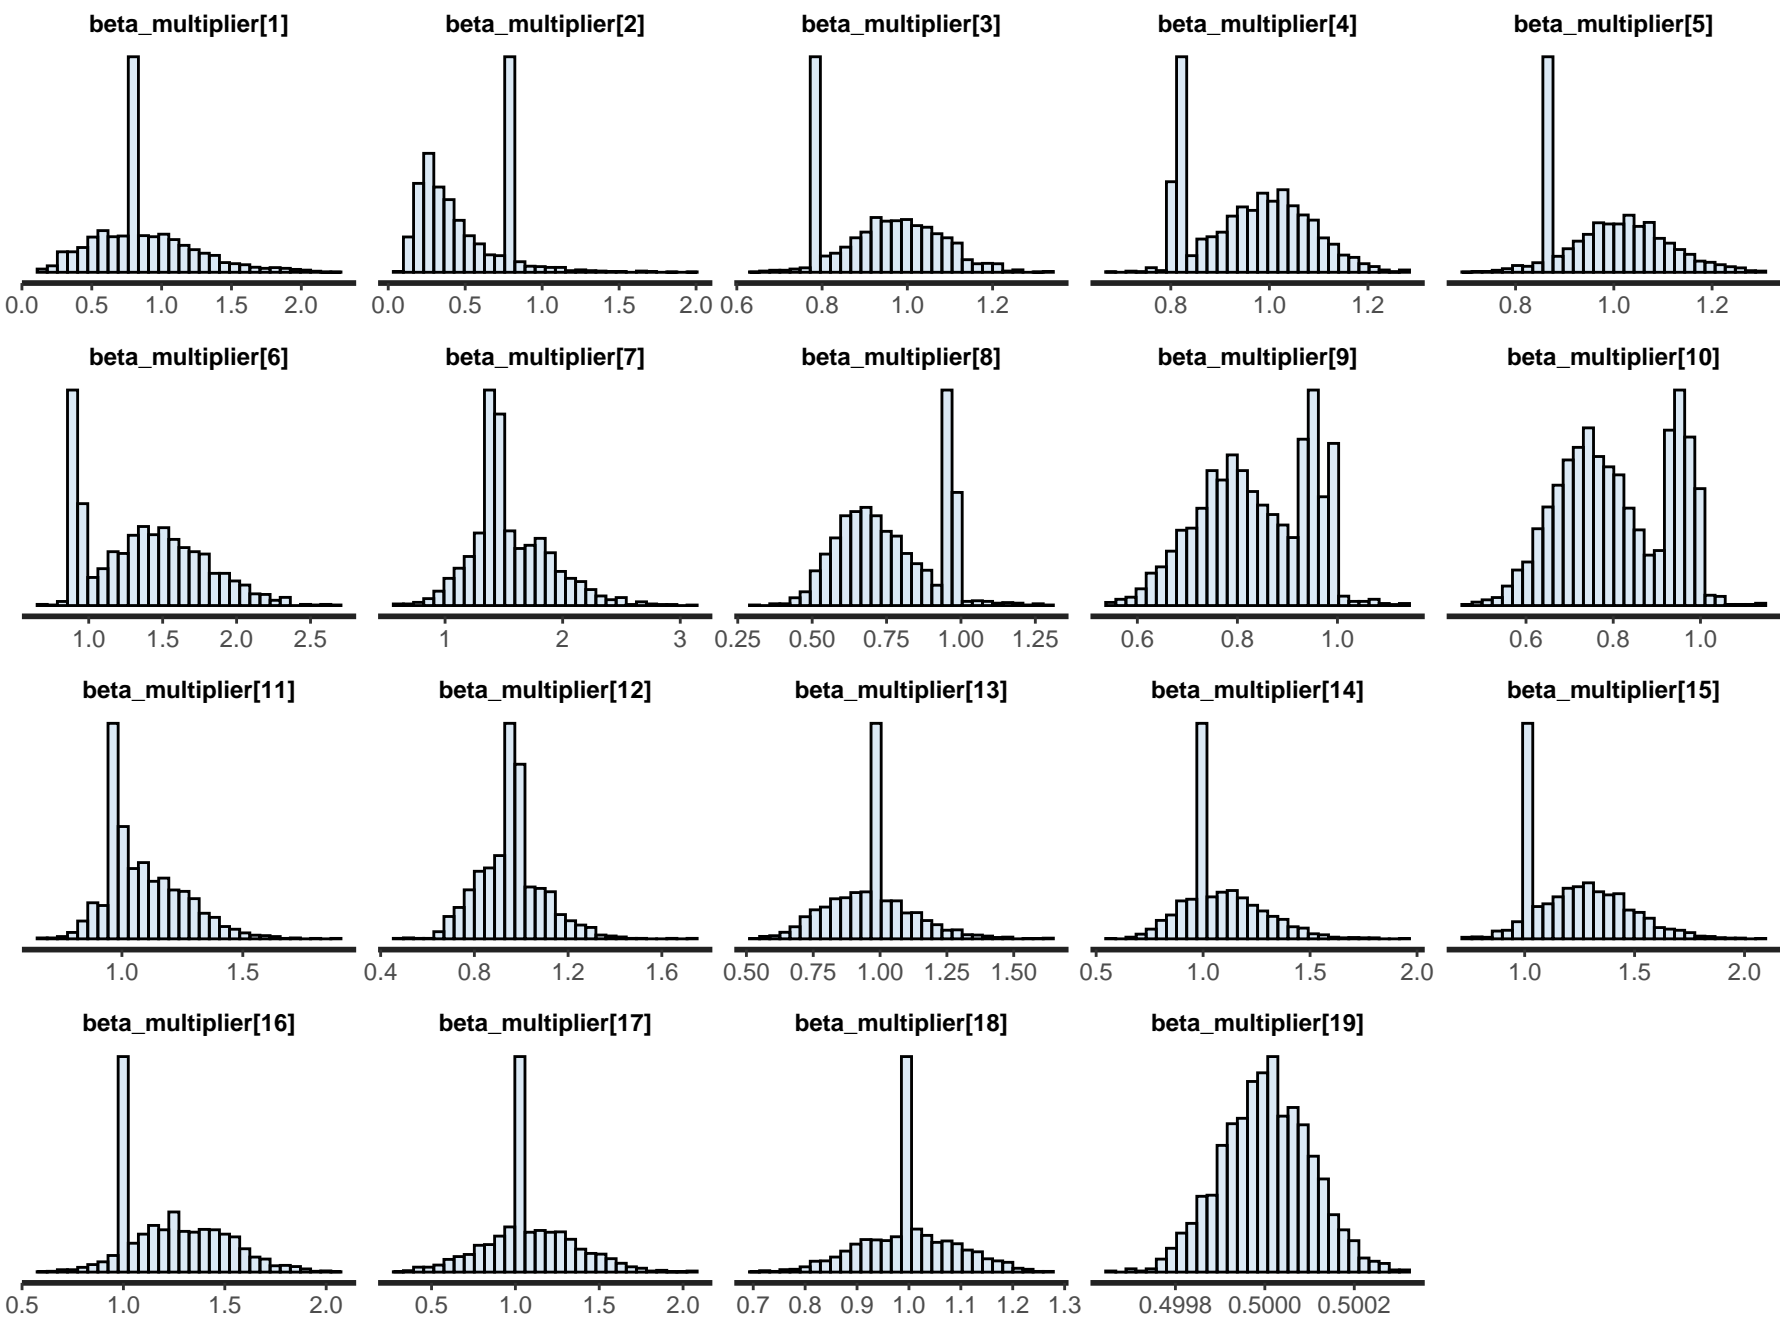 beta_multiplier[1] beta_multiplier[2] beta_multiplier[3] beta_multiplier[4] beta_multiplier[5]
0.0 0.5 1.0 1.5 2.0 0.0 0.5 1.0 1.5 2.0 0.6 0.8 1.0 1.2 0.8 1.0 1.2 0.8 1.0 1.2
beta_multiplier[6] beta_multiplier[7] beta_multiplier[8] beta_multiplier[9] beta_multiplier[10]
1.0 1.5 2.0 2.5 1 2 3 0.25 0.50 0.75 1.00 1.25 0.6 0.8 1.0 0.6 0.8 1.0
beta_multiplier[11] beta_multiplier[12] beta_multiplier[13] beta_multiplier[14] beta_multiplier[15]
1.0 1.5 0.4 0.8 1.2 1.6 0.50 0.75 1.00 1.25 1.50 0.5 1.0 1.5 2.0 1.0 1.5 2.0
beta_multiplier[16] beta_multiplier[17] beta_multiplier[18] beta_multiplier[19]
0.5 1.0 1.5 2.0 0.5 1.0 1.5 2.0 0.7 0.8 0.9 1.0 1.1 1.2 1.3 0.4998 0.5000 0.5002